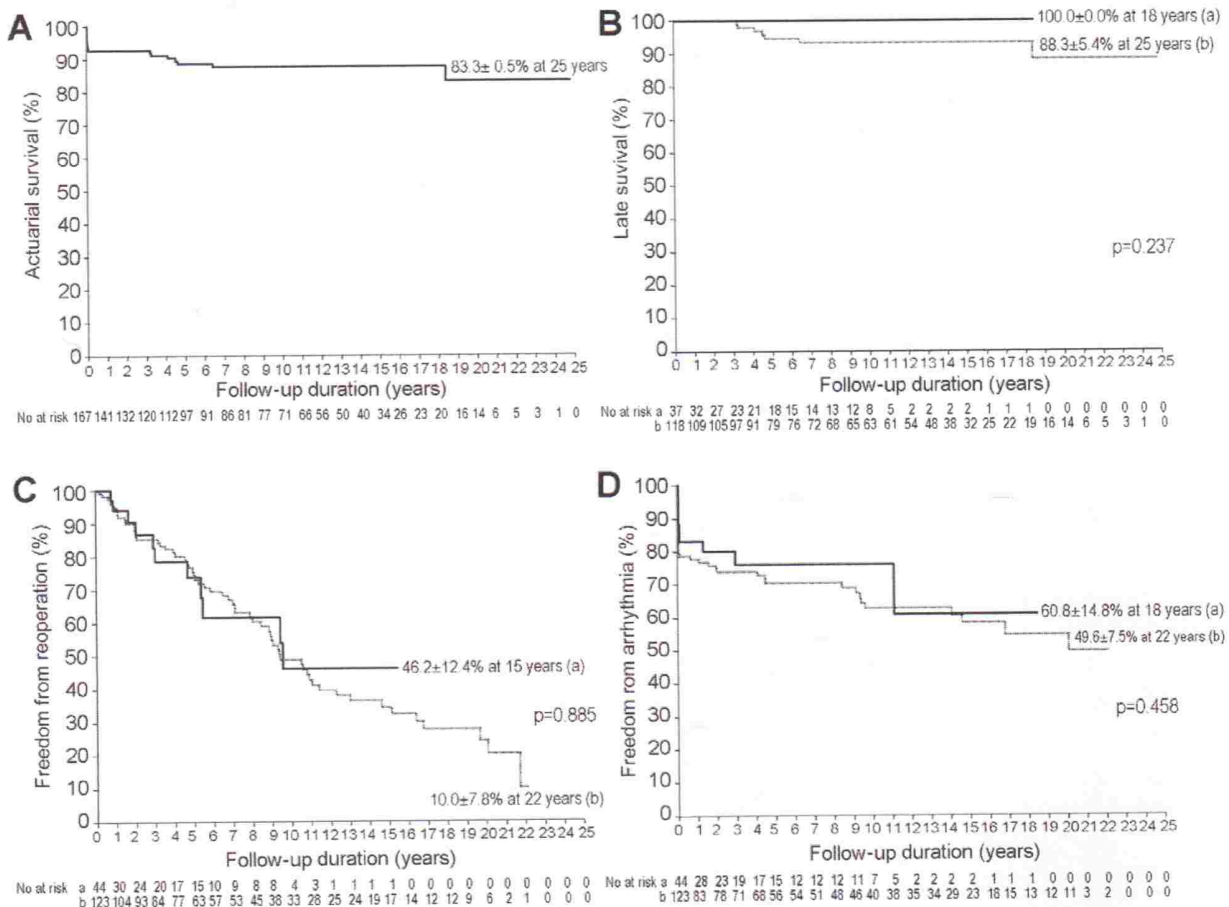 A
100
90
80
70
60
50
40
30
20
10
0
Actuarial survival (%)
83.3± 0.5% at 25 years
0 1 2 3 4 5 6 7 8 9 10 11 12 13 14 15 16 17 18 19 20 21 22 23 24 25
Follow-up duration (years)
No at risk 167 141 132 120 112 97 91 86 81 77 71 66 56 50 40 34 26 23 20 16 14 6 5 3 1 0
B
100
90
80
70
60
50
40
30
20
10
0
Late suvival (%)
100.0±0.0% at 18 years (a)
88.3±5.4% at 25 years (b)
p=0.237
0 1 2 3 4 5 6 7 8 9 10 11 12 13 14 15 16 17 18 19 20 21 22 23 24 25
Follow-up duration (years)
No at risk a 37 32 27 23 21 18 15 14 13 12 8 5 2 2 2 2 1 1 1 0 0 0 0 0 0 0
b 118 109 105 97 91 79 76 72 68 65 63 61 54 48 38 32 25 22 19 16 14 6 5 3 1 0
C
100
90
80
70
60
50
40
30
20
10
0
Freedom from reoperation (%)
46.2±12.4% at 15 years (a)
p=0.885
10.0±7.8% at 22 years (b)
0 1 2 3 4 5 6 7 8 9 10 11 12 13 14 15 16 17 18 19 20 21 22 23 24 25
Follow-up duration (years)
No at risk a 44 30 24 20 17 15 10 9 8 8 4 3 1 1 1 1 0 0 0 0 0 0 0 0 0 0
b 123 104 93 84 77 63 57 53 45 38 33 28 25 24 19 17 14 12 12 9 6 2 1 0 0 0
D
100
90
80
70
60
50
40
30
20
10
0
Freedom rom arrhythmia (%)
60.8±14.8% at 18 years (a)
49.6±7.5% at 22 years (b)
p=0.458
0 1 2 3 4 5 6 7 8 9 10 11 12 13 14 15 16 17 18 19 20 21 22 23 24 25
Follow-up duration (years)
No at risk a 44 28 23 19 17 15 12 12 12 11 7 5 2 2 2 2 1 1 1 0 0 0 0 0 0 0
b 123 83 78 71 68 56 54 51 48 46 40 38 35 34 29 23 18 15 13 12 11 3 2 0 0 0